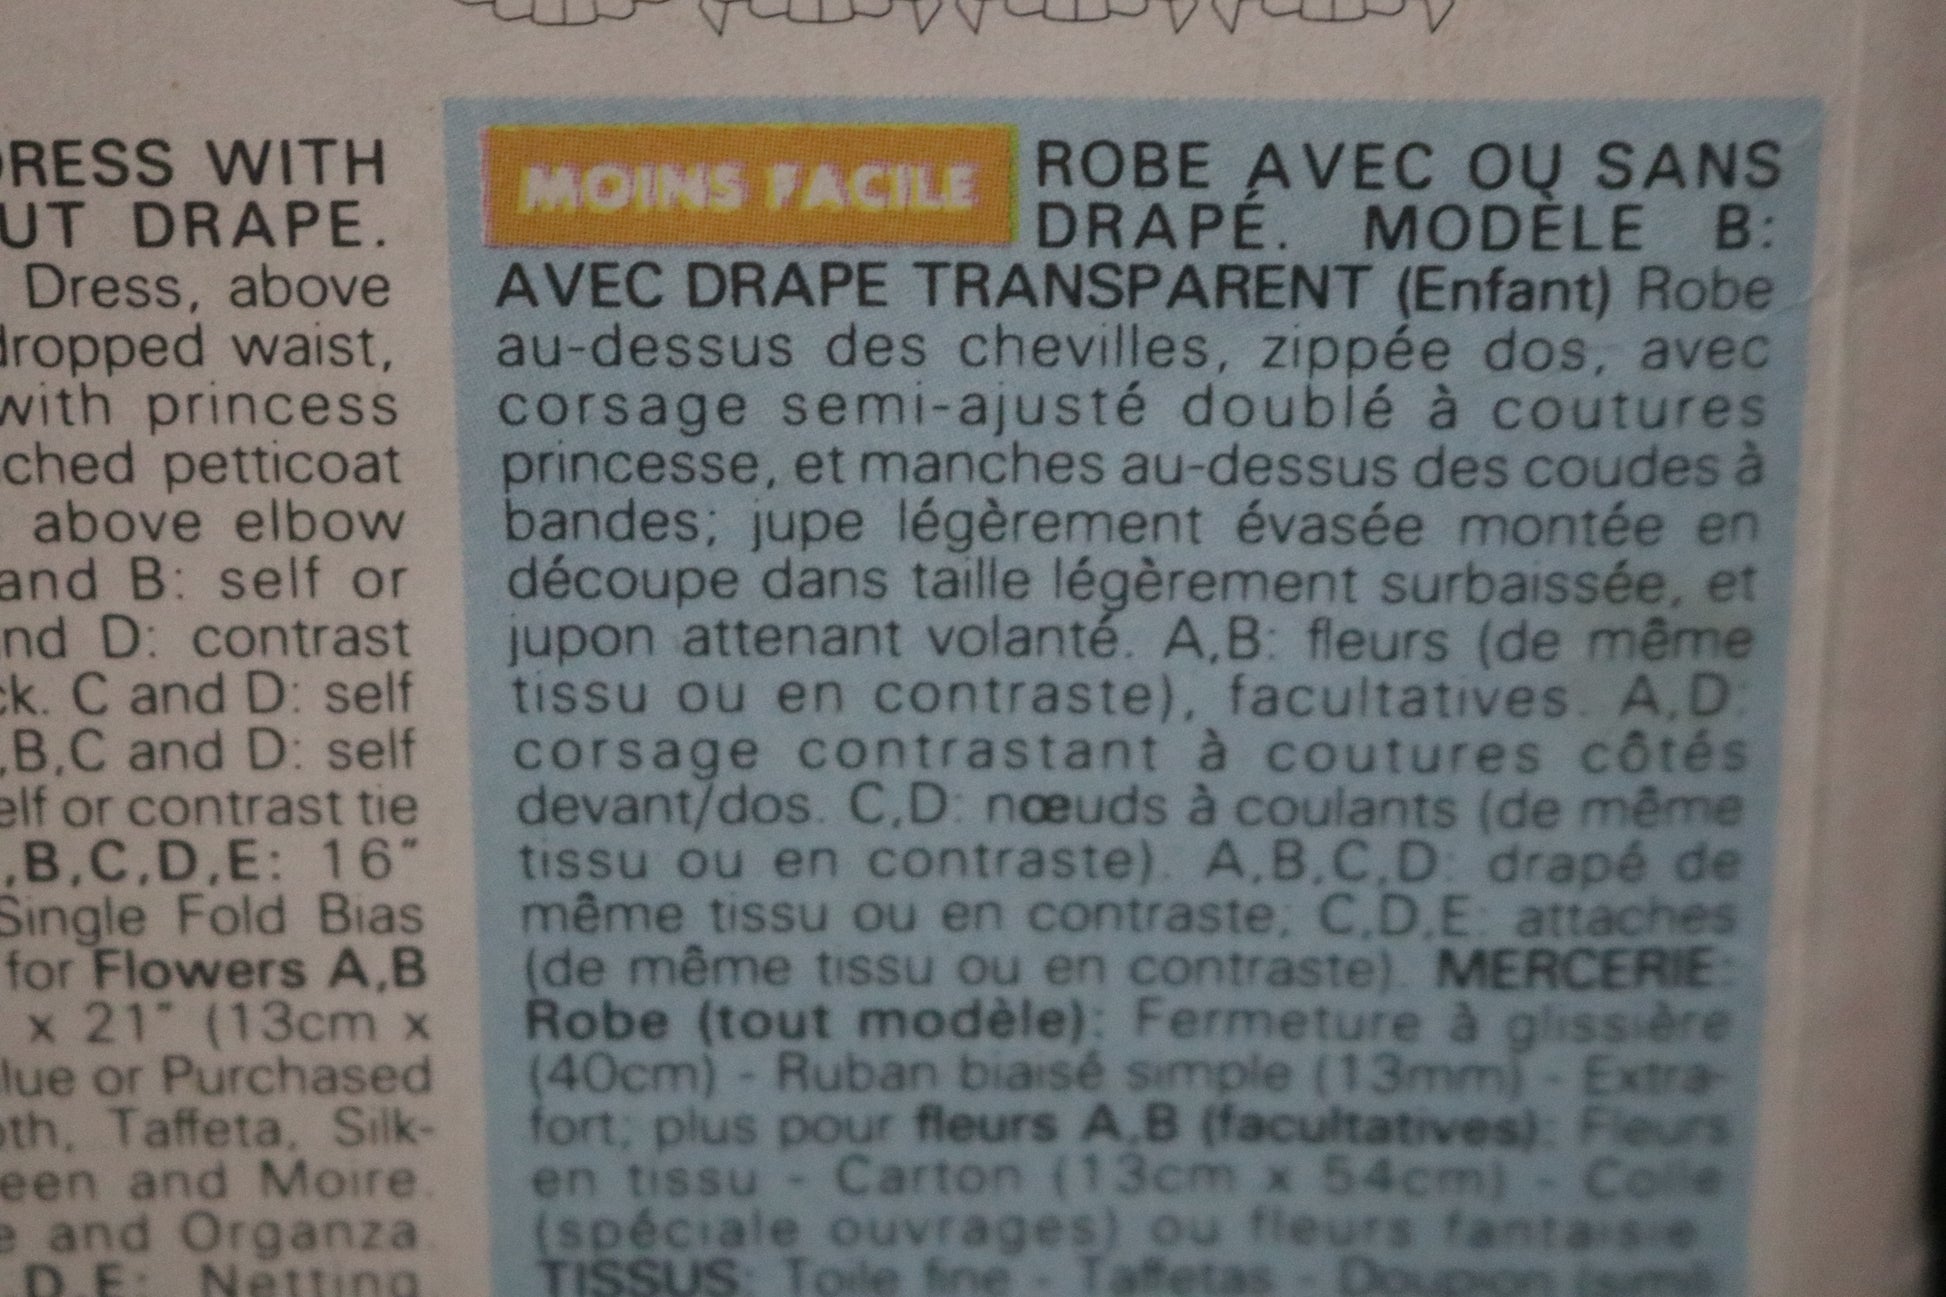 DRESS WITH
UT DRAPE.
Dress, above
dropped waist,
with princess
ched petticoat
above elbow
and B: self or
nd D: contrast
ck. C and D: self
,B,C and D: self
elf or contrast tie
,B,C,D,E: 16"
Single Fold Bias
for Flowers A,B
x 21" (13cm x
lue or Purchased
oth, Taffeta, Silk-
een and Moire.
e and Organza.
D,E: Netting
MOINS FACILE
ROBE AVEC OU SANS
DRAPÉ. MODÈLE B:
AVEC DRAPE TRANSPARENT (Enfant) Robe
au-dessus des chevilles, zippée dos, avec
corsage semi-ajusté doublé à coutures
princesse, et manches au-dessus des coudes à
bandes; jupe légèrement évasée montée en
découpe dans taille légèrement surbaissée, et
jupon attenant volanté. A,B: fleurs (de même
tissu ou en contraste), facultatives. A,D:
corsage contrastant à coutures côtés
devant/dos. C,D: nœuds à coulants (de même
tissu ou en contraste). A,B,C,D: drapé de
même tissu ou en contraste; C,D,E: attaches
(de même tissu ou en contraste). MERCERIE:
Robe (tout modèle): Fermeture à glissière
(40cm) - Ruban biaisé simple (13mm) - Extra-
fort; plus pour fleurs A,B (facultatives): Fleurs
en tissu - Carton (13cm x 54cm) - Colle
(spéciale ouvrages) ou fleurs fantaisie.
TISSUS: Toile fine - Taffetas - Doupion